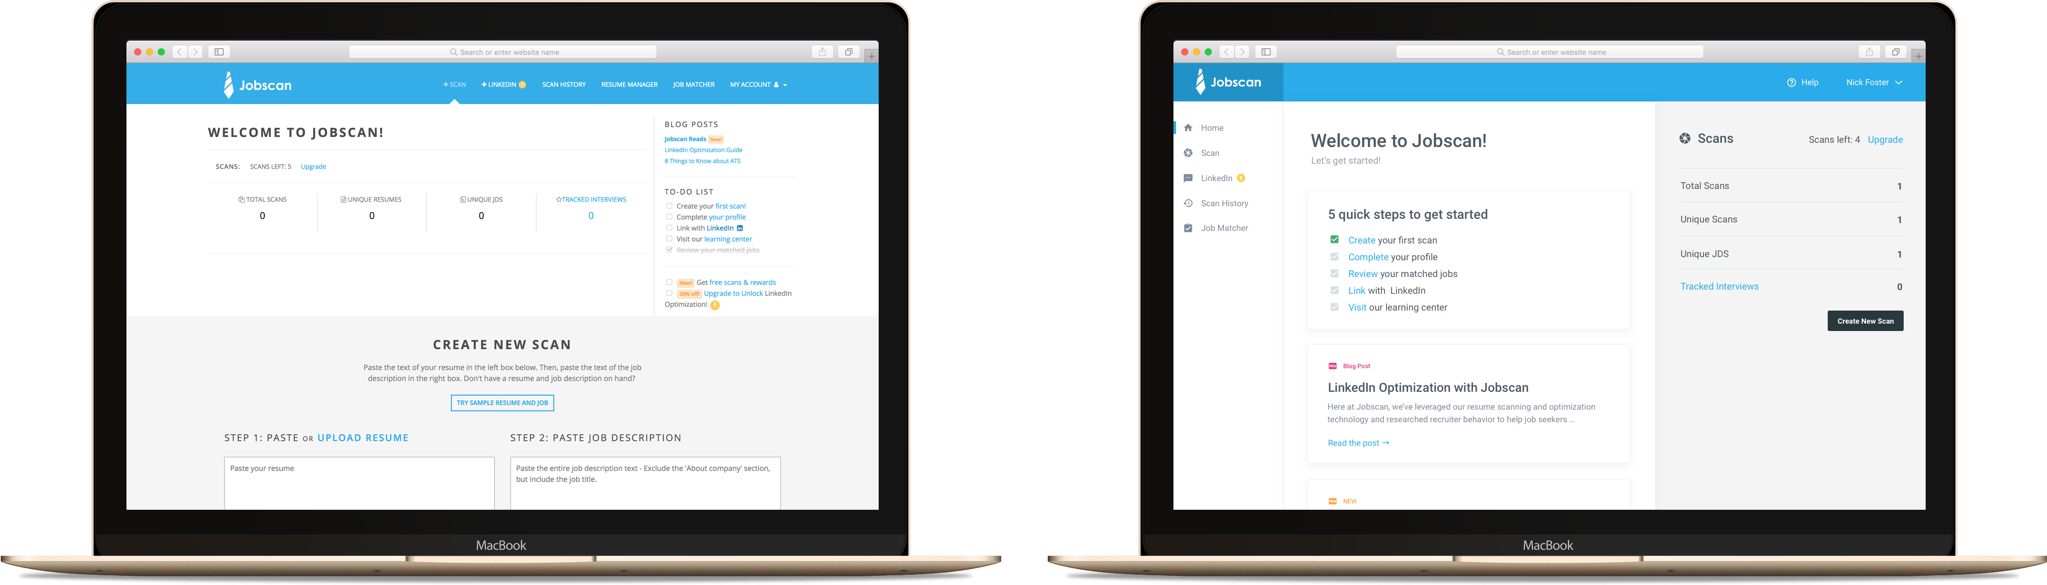 Search or enter website name
Jobscan
+ SCAN
+ LINKEDIN
SCAN HISTORY
RESUME MANAGER
JOB MATCHER
MY ACCOUNT
WELCOME TO JOBSCAN!
SCANS: SCANS LEFT: 5 Upgrade
TOTAL SCANS
0
UNIQUE RESUMES
0
UNIQUE JDS
0
TRACKED INTERVIEWS
0
BLOG POSTS
Jobscan Reads New!
LinkedIn Optimization Guide
8 Things to Know about ATS
TO-DO LIST
Create your first scan!
Complete your profile
Link with LinkedIn in
Visit our learning center
Review your matched jobs
New! Get free scans & rewards
20% off! Upgrade to Unlock LinkedIn
Optimization!
CREATE NEW SCAN
Paste the text of your resume in the left box below. Then, paste the text of the job
description in the right box. Don't have a resume and job description on hand?
TRY SAMPLE RESUME AND JOB
STEP 1: PASTE OR UPLOAD RESUME
Paste your resume
STEP 2: PASTE JOB DESCRIPTION
Paste the entire job description text - Exclude the 'About company' section,
but include the job title.
MacBook
Search or enter website name
Jobscan
Help
Nick Foster
Home
Scan
LinkedIn
Scan History
Job Matcher
Welcome to Jobscan!
Let's get started!
5 quick steps to get started
Create your first scan
Complete your profile
Review your matched jobs
Link with LinkedIn
Visit our learning center
Blog Post
LinkedIn Optimization with Jobscan
Here at Jobscan, we've leveraged our resume scanning and optimization
technology and researched recruiter behavior to help job seekers ...
Read the post →
NEW
Scans
Scans left: 4 Upgrade
Total Scans 1
Unique Scans 1
Unique JDS 1
Tracked Interviews 0
Create New Scan
MacBook